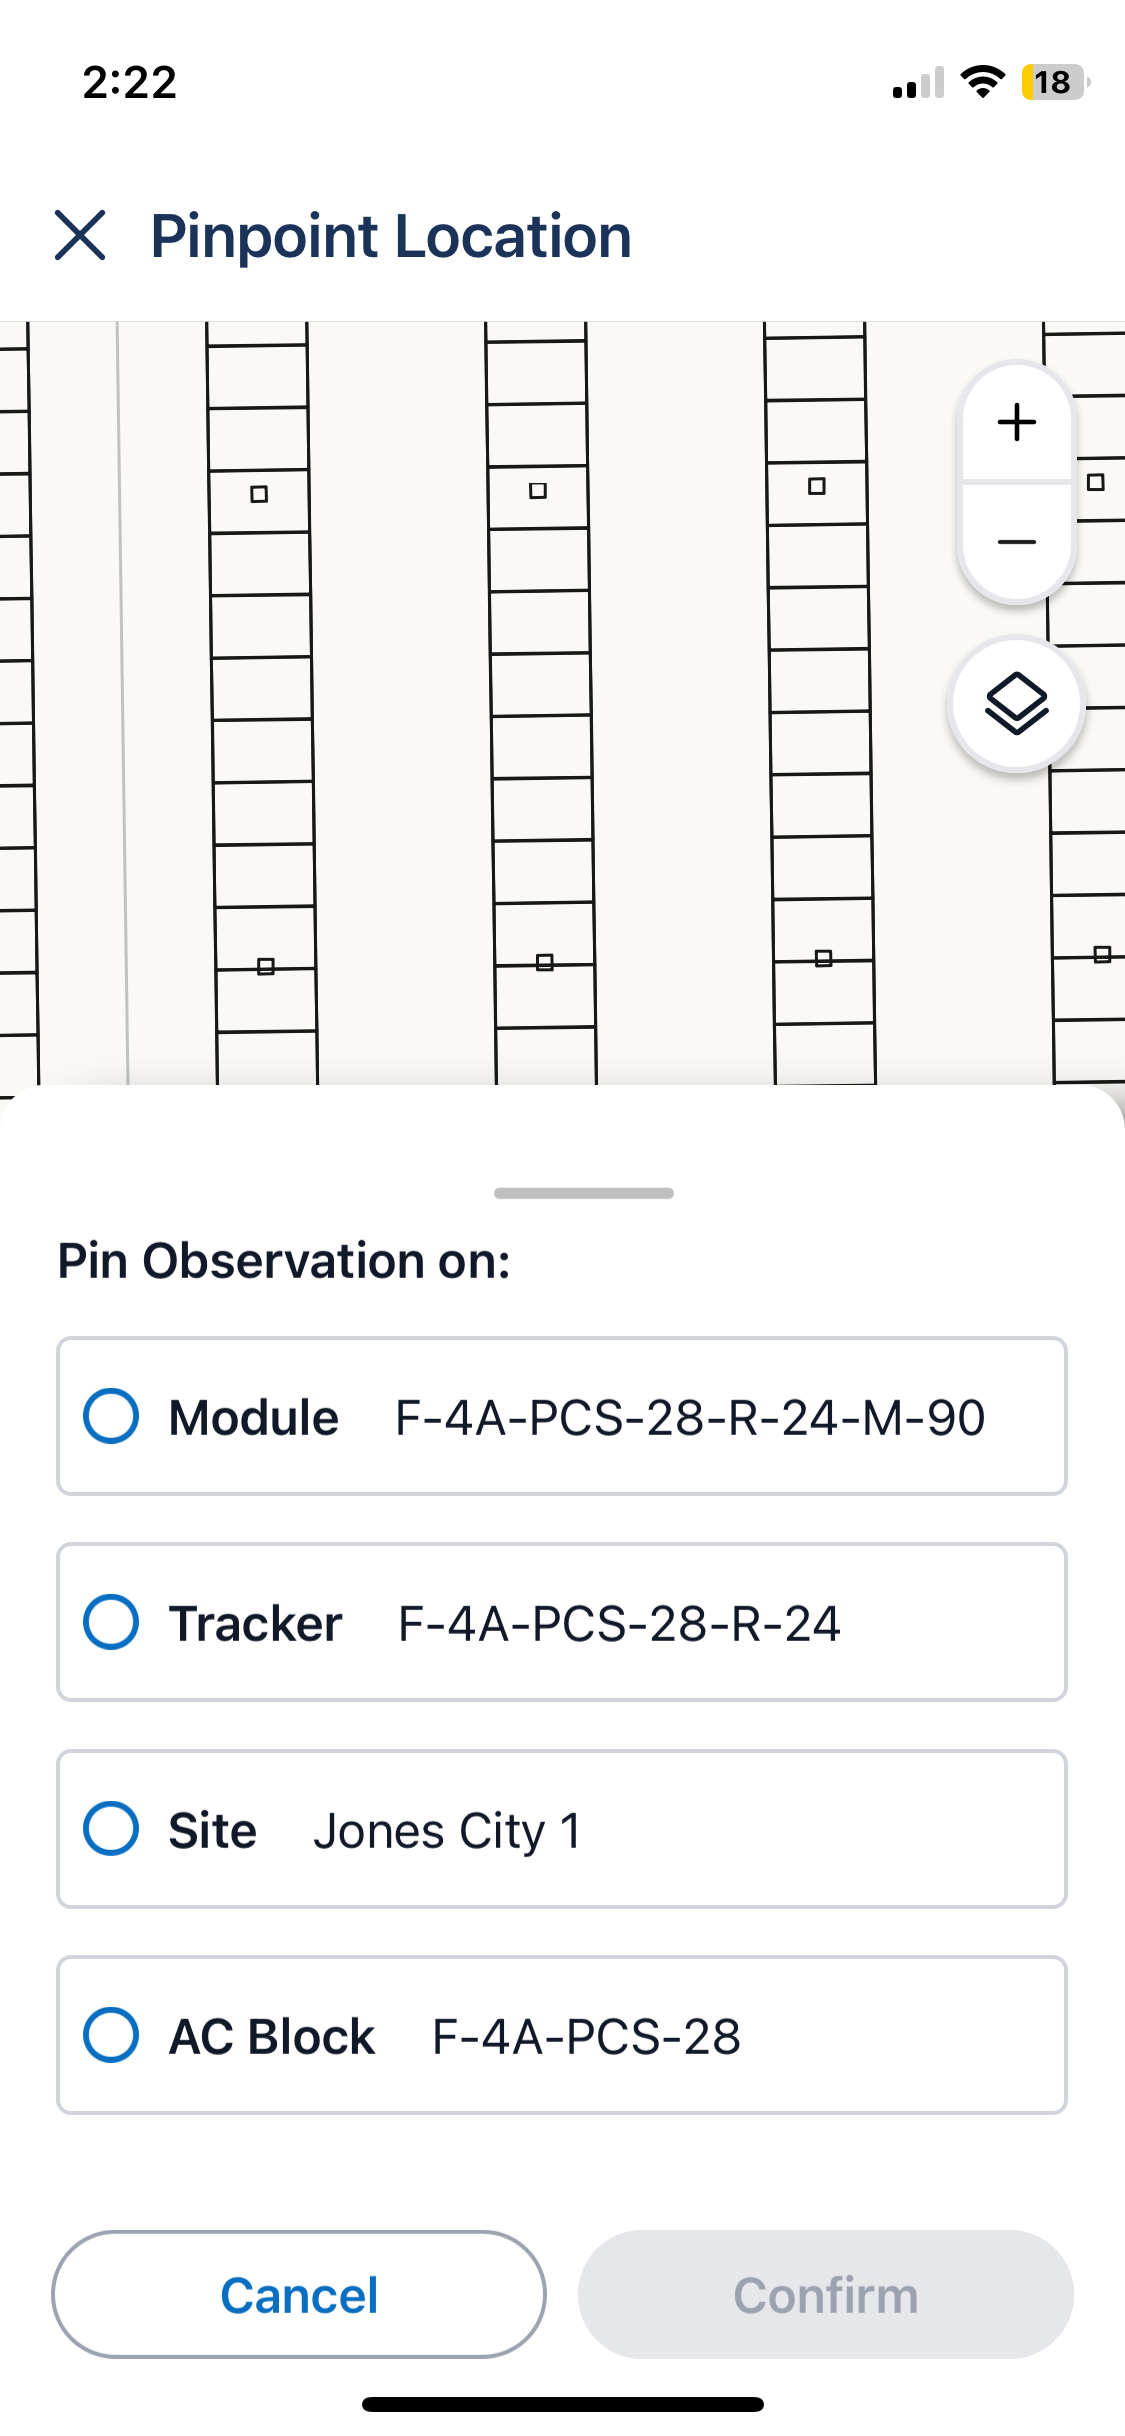 2:22
18
Pinpoint Location
Pin Observation on:
Module F-4A-PCS-28-R-24-M-90
Tracker F-4A-PCS-28-R-24
Site Jones City 1
AC Block F-4A-PCS-28
Cancel Confirm